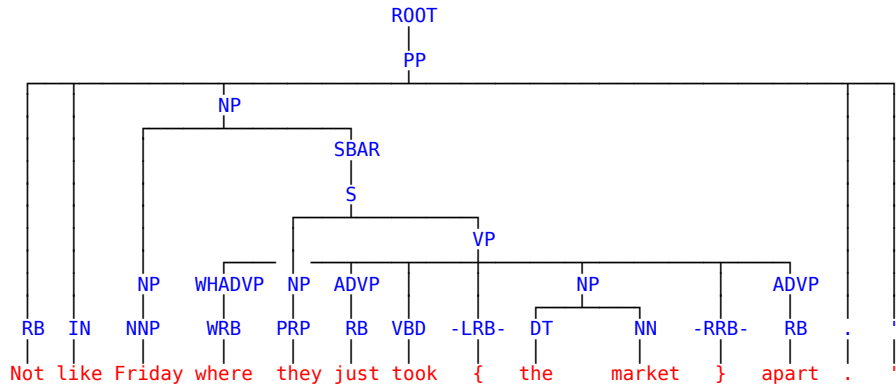 ROOT
PP
NP
SBAR
S
VP
NP WHADVP NP ADVP NP ADVP
RB IN NNP WRB PRP RB VBD -LRB- DT NN -RRB- RB . '
Not like Friday where they just took { the market } apart .